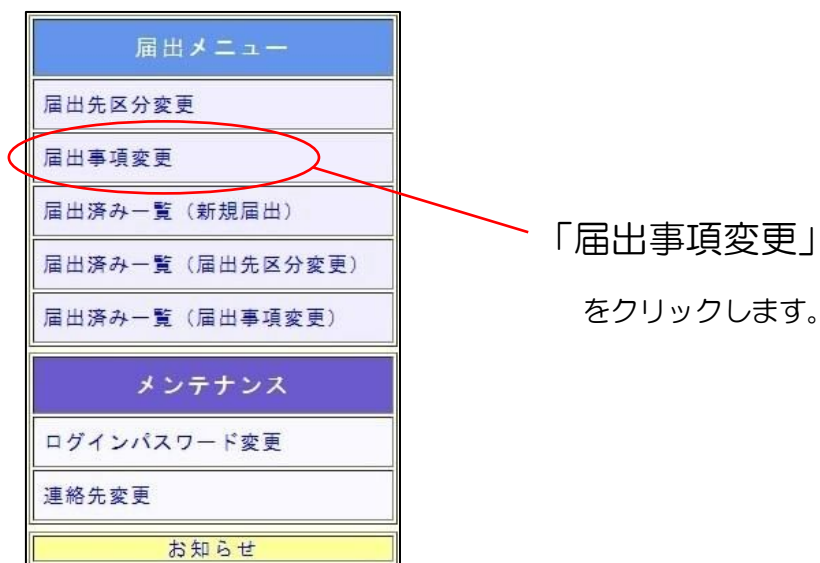 届出メニュー
届出先区分変更
届出事項変更
届出済み一覧（新規届出）
届出済み一覧（届出先区分変更）
届出済み一覧（届出事項変更）
メンテナンス
ログインパスワード変更
連絡先変更
お知らせ
「届出事項変更」
をクリックします。